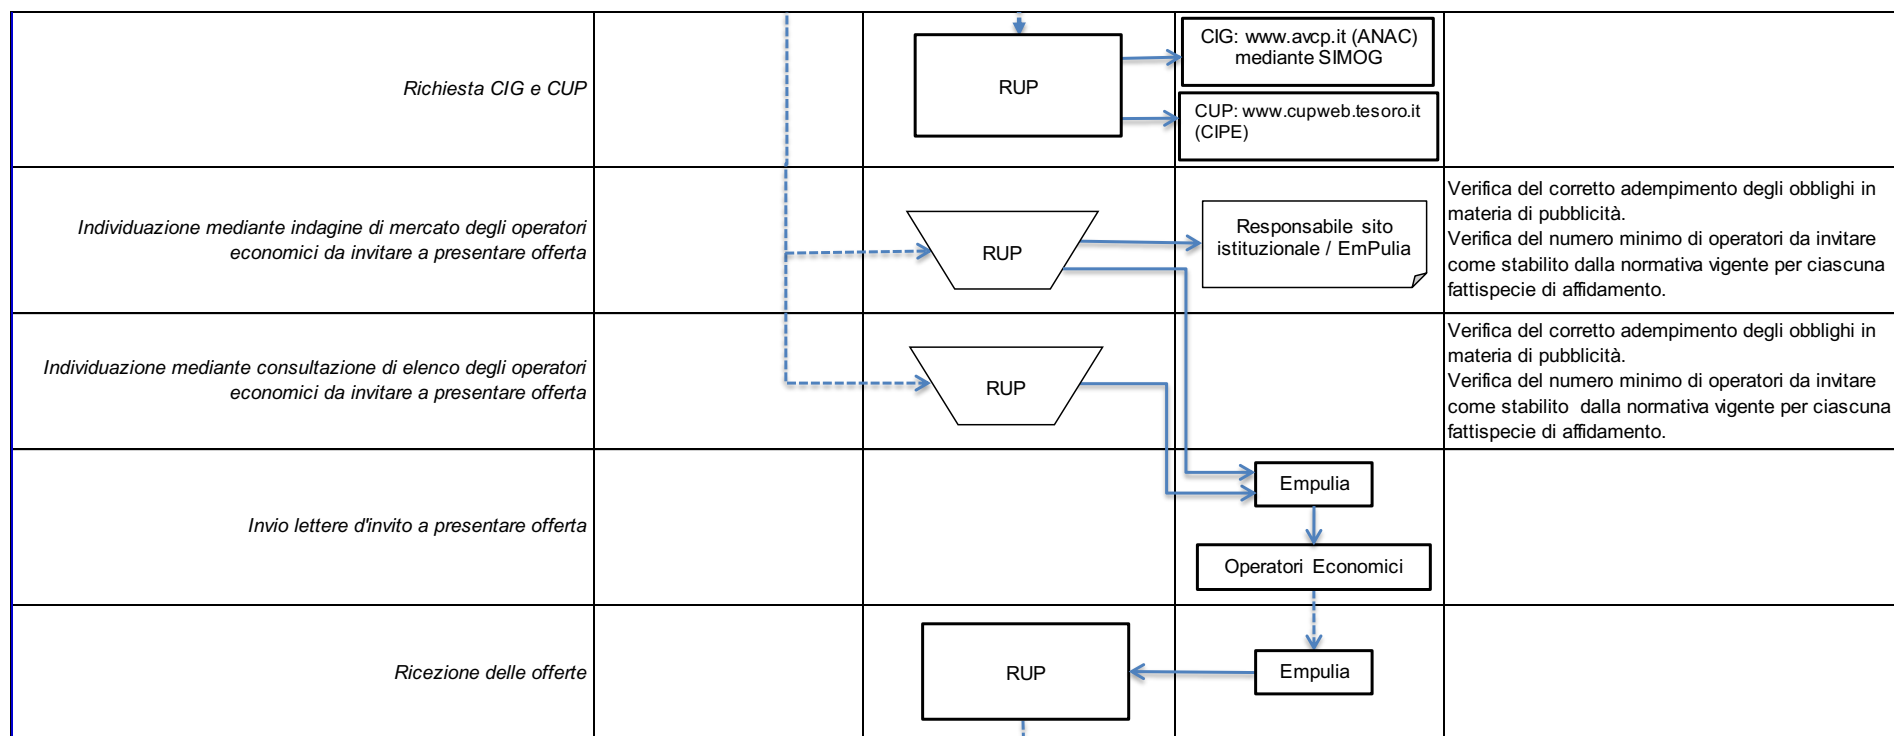 Richiesta CIG e CUP
RUP
CIG: www.avcp.it (ANAC)
mediante SIMOG
CUP: www.cupweb.tesoro.it
(CIPE)
Individuazione mediante indagine di mercato degli operatori
economici da invitare a presentare offerta
RUP
Responsabile sito
istituzionale / EmPulia
Verifica del corretto adempimento degli obblighi in
materia di pubblicità.
Verifica del numero minimo di operatori da invitare
come stabilito dalla normativa vigente per ciascuna
fattispecie di affidamento.
Individuazione mediante consultazione di elenco degli operatori
economici da invitare a presentare offerta
RUP
Verifica del corretto adempimento degli obblighi in
materia di pubblicità.
Verifica del numero minimo di operatori da invitare
come stabilito dalla normativa vigente per ciascuna
fattispecie di affidamento.
Invio lettere d'invito a presentare offerta
Empulia
Operatori Economici
Ricezione delle offerte
RUP
Empulia